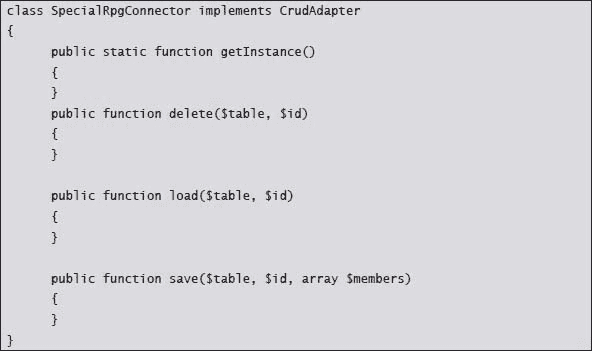 class SpecialRpgConnector implements CrudAdapter
{
public static function getInstance()
{
}
public function delete($table, $id)
{
}
public function load($table, $id)
{
}
public function save($table, $id, array $members)
{
}
}